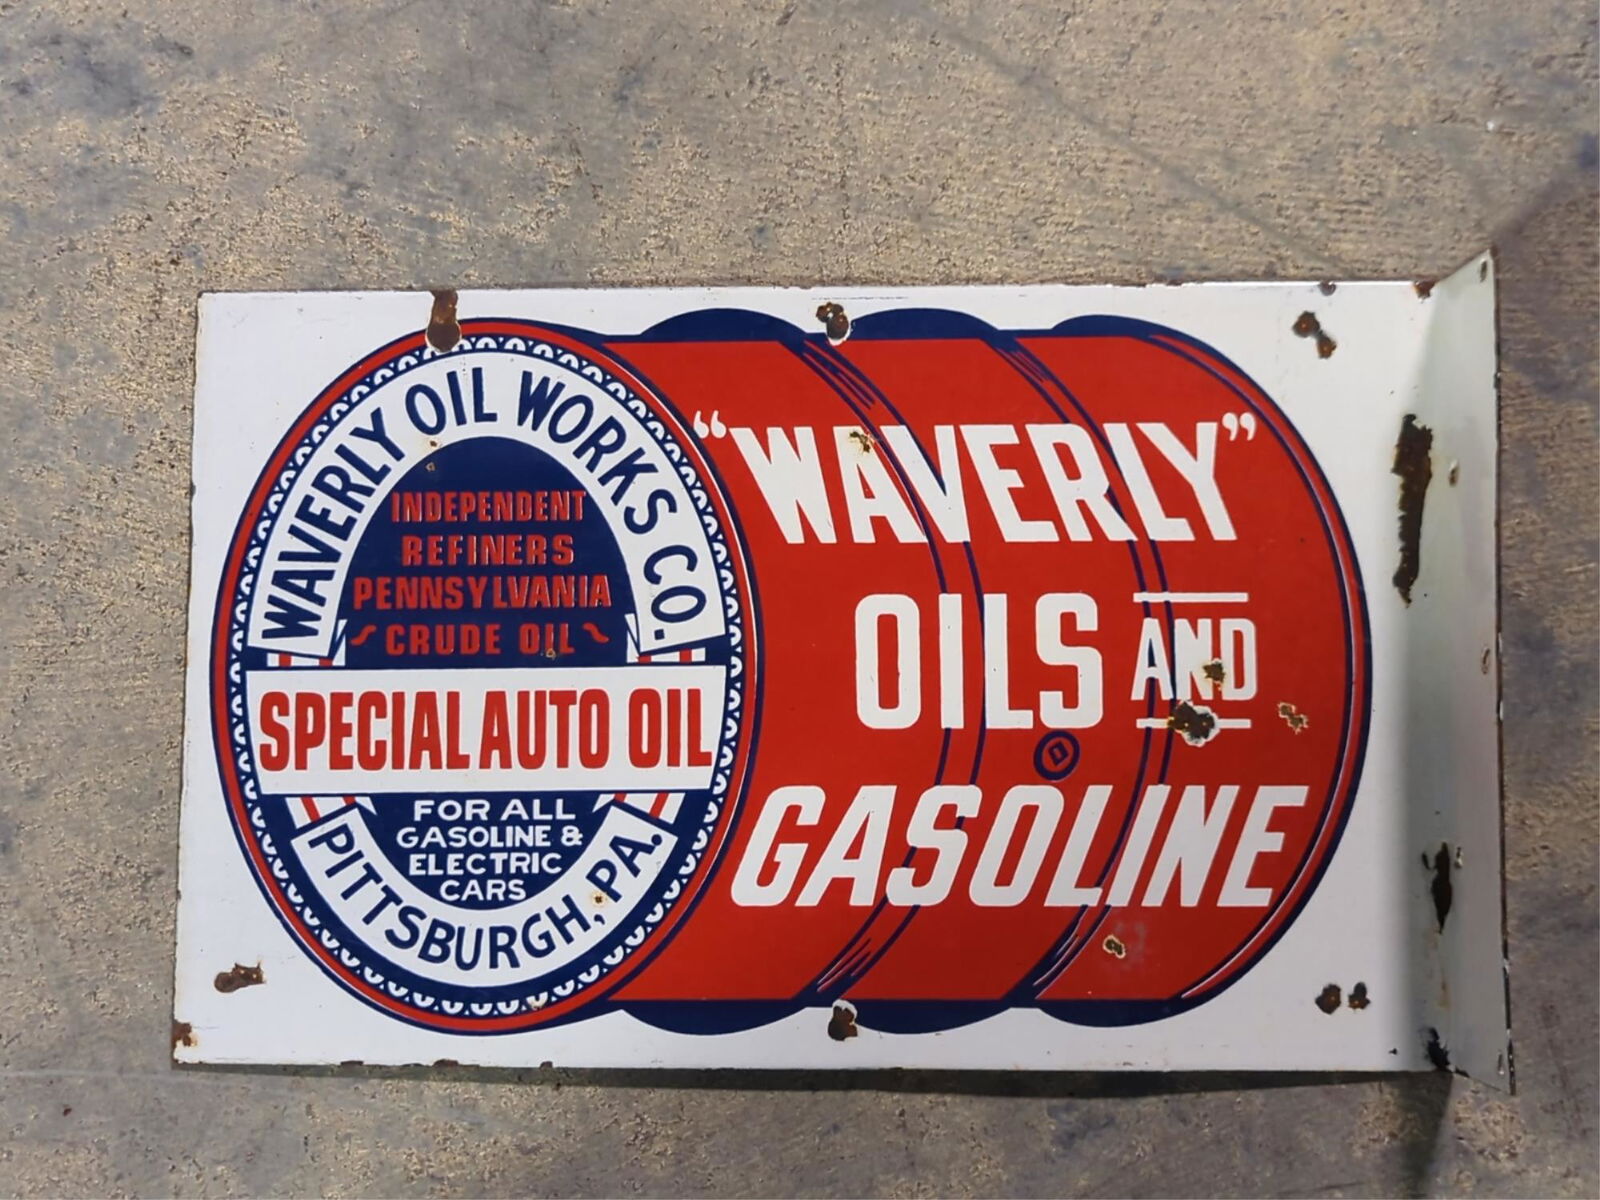 WAVERLY OIL WORKS CO.
INDEPENDENT
REFINERS
PENNSYLVANIA
CRUDE OIL
SPECIAL AUTO OIL
FOR ALL
GASOLINE &
ELECTRIC
CARS
PITTSBURGH, PA.
"WAVERLY"
OILS AND
GASOLINE